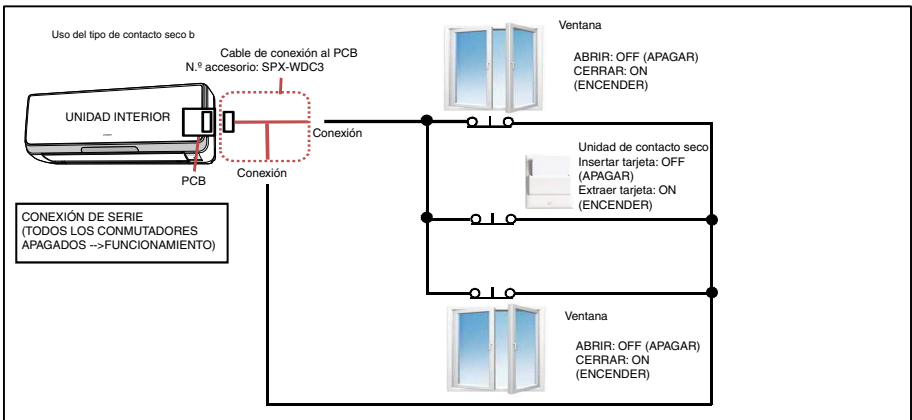 Uso del tipo de contacto seco b
Cable de conexión al PCB
N.º accesorio: SPX-WDC3
UNIDAD INTERIOR
PCB
Conexión
Conexión
CONEXIÓN DE SERIE
(TODOS LOS CONMUTADORES
APAGADOS -->FUNCIONAMIENTO)
Ventana
ABRIR: OFF (APAGAR)
CERRAR: ON
(ENCENDER)
Unidad de contacto seco
Insertar tarjeta: OFF
(APAGAR)
Extraer tarjeta: ON
(ENCENDER)
Ventana
ABRIR: OFF (APAGAR)
CERRAR: ON
(ENCENDER)